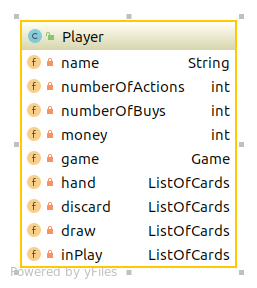 C Player
f name String
f numberOfActions int
f numberOfBuys int
f money int
f game Game
f hand ListOfCards
f discard ListOfCards
f draw ListOfCards
f inPlay ListOfCards
Powered by yFiles